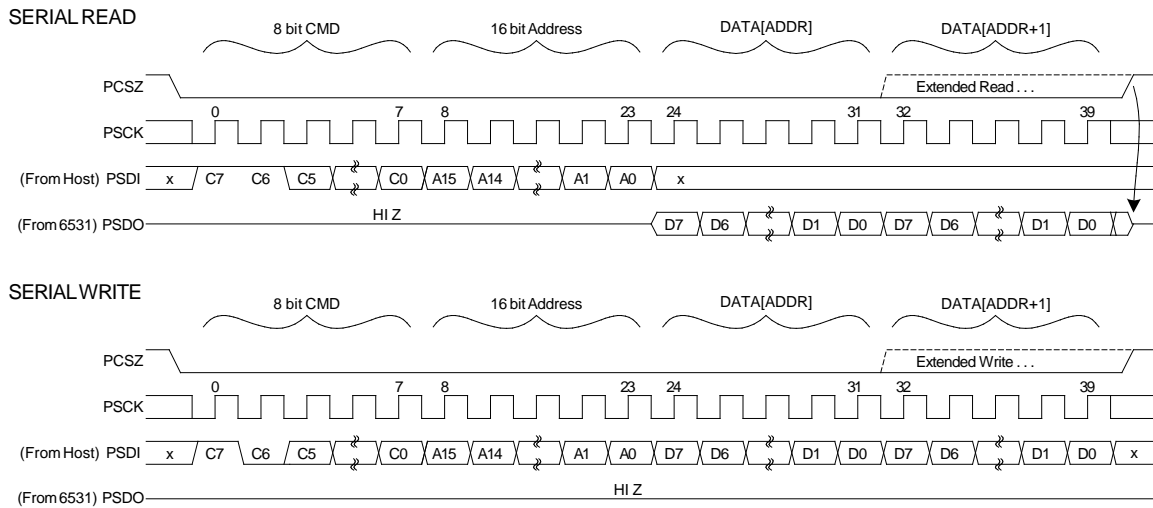 SERIAL READ
8 bit CMD 16 bit Address DATA[ADDR] DATA[ADDR+1]
PCSZ Extended Read . . .
0 7 8 23 24 31 32 39
PSCK
(From Host) PSDI x C7 C6 C5 C0 A15 A14 A1 A0 x
HI Z
(From 6531) PSDO D7 D6 D1 D0 D7 D6 D1 D0
SERIAL WRITE
8 bit CMD 16 bit Address DATA[ADDR] DATA[ADDR+1]
PCSZ Extended Write . . .
0 7 8 23 24 31 32 39
PSCK
(From Host) PSDI x C7 C6 C5 C0 A15 A14 A1 A0 D7 D6 D1 D0 D7 D6 D1 D0 x
HI Z
(From 6531) PSDO